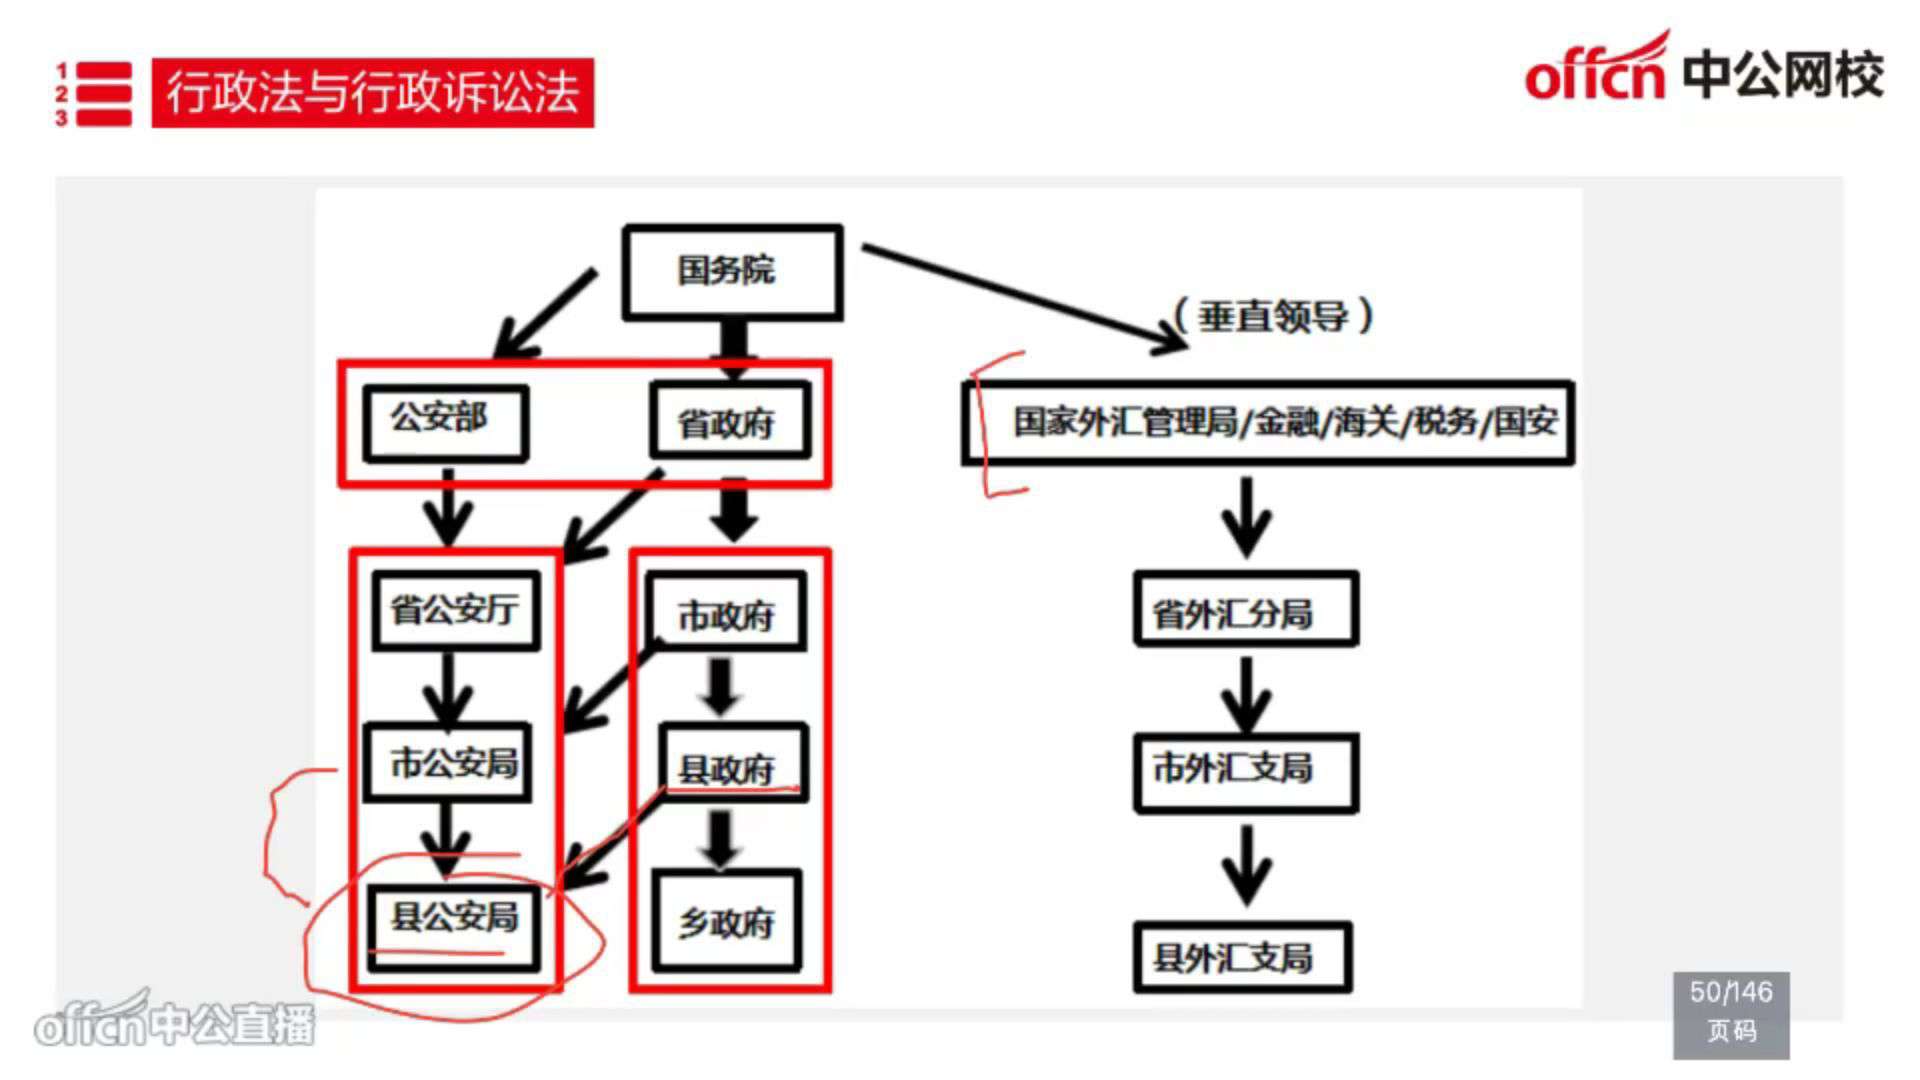 1
2
3
行政法与行政诉讼法
offcn 中公网校
国务院
（垂直领导）
公安部
省政府
国家外汇管理局/金融/海关/税务/国安
省公安厅
市政府
省外汇分局
市公安局
县政府
市外汇支局
县公安局
乡政府
县外汇支局
50/146
页码
offcn中公直播